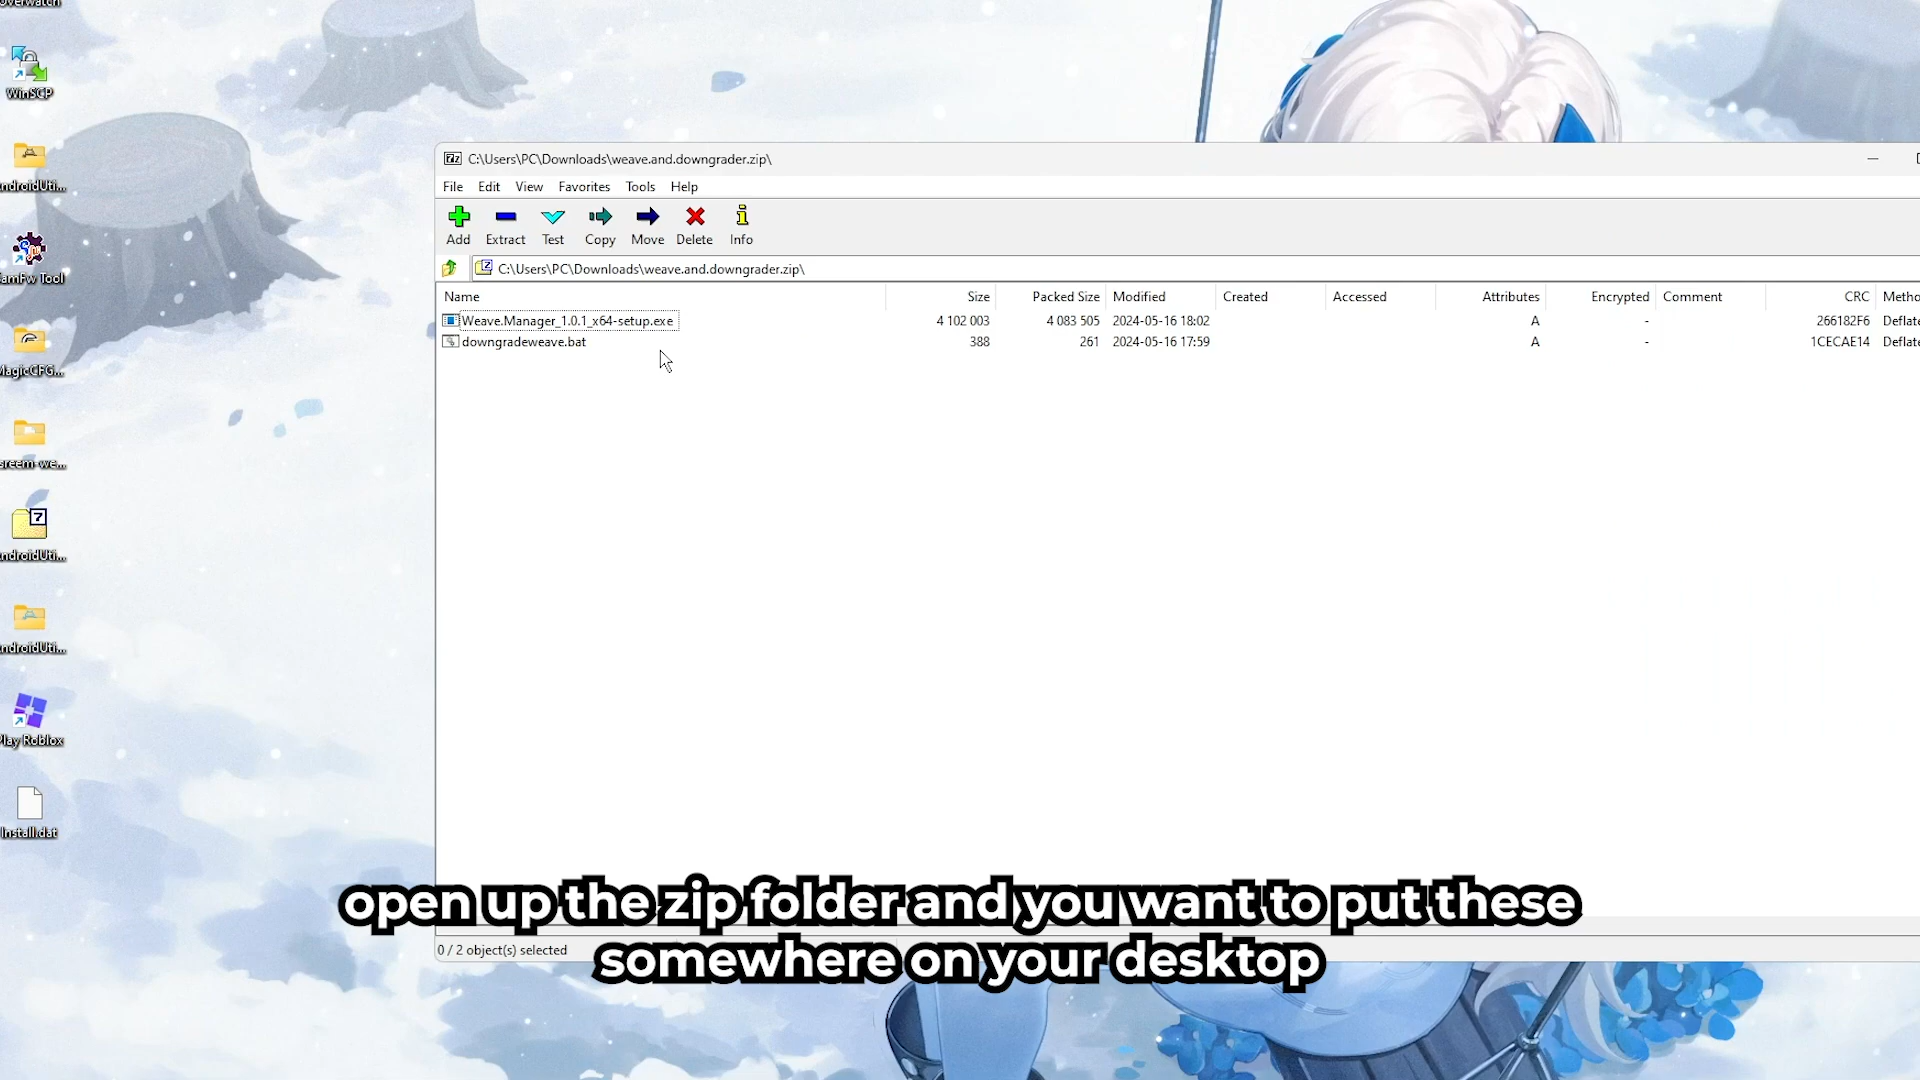 Overwatch
WinSCP
ndroidUti...
amFw Tool
MagicCFG...
sreem-we...
ndroidUti...
ndroidUti...
Play Roblox
Install.dat
C:\Users\PC\Downloads\weave.and.downgrader.zip\
File Edit View Favorites Tools Help
Add Extract Test Copy Move Delete Info
C:\Users\PC\Downloads\weave.and.downgrader.zip\
Name Size Packed Size Modified Created Accessed Attributes Encrypted Comment CRC Metho
Weave.Manager_1.0.1_x64-setup.exe 4 102 003 4 083 505 2024-05-16 18:02 A - 266182F6 Deflate
downgradeweave.bat 388 261 2024-05-16 17:59 A - 1CECAE14 Deflate
open up the zip folder and you want to put these
somewhere on your desktop
0 / 2 object(s) selected